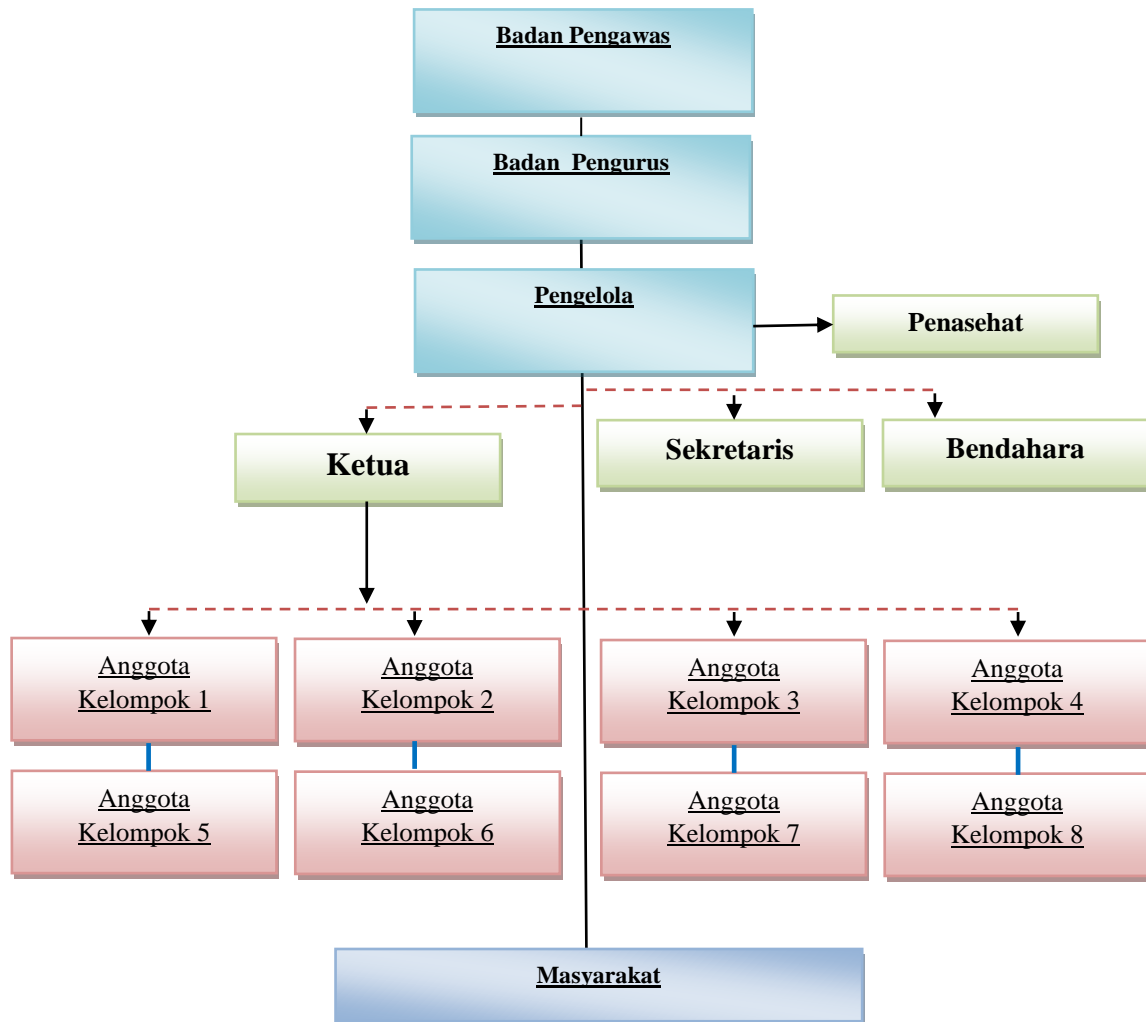 Badan Pengawas
Badan Pengurus
Pengelola
Penasehat
Ketua
Sekretaris
Bendahara
Anggota
Kelompok 1
Anggota
Kelompok 2
Anggota
Kelompok 3
Anggota
Kelompok 4
Anggota
Kelompok 5
Anggota
Kelompok 6
Anggota
Kelompok 7
Anggota
Kelompok 8
Masyarakat